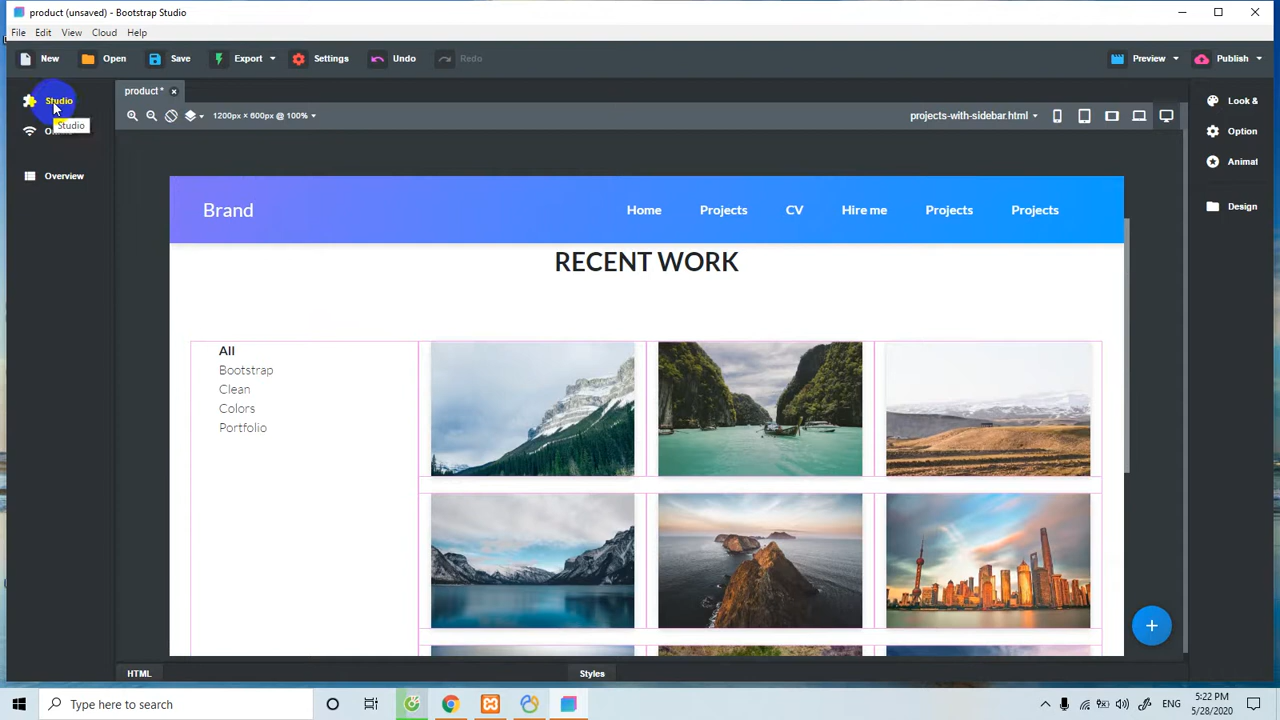 product (unsaved) - Bootstrap Studio
File Edit View Cloud Help
New Open Save Export Settings Undo Redo Preview Publish
Studio
Studio
Overview
product *
1200px × 600px @ 100%
projects-with-sidebar.html
Look &
Option
Animat
Design
Brand
Home Projects CV Hire me Projects Projects
RECENT WORK
All
Bootstrap
Clean
Colors
Portfolio
HTML
Styles
Type here to search
ENG
5:22 PM
5/28/2020